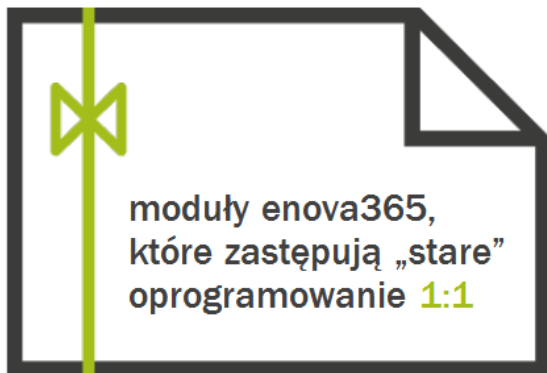 moduły enova365,
które zastępują „stare”
oprogramowanie 1:1